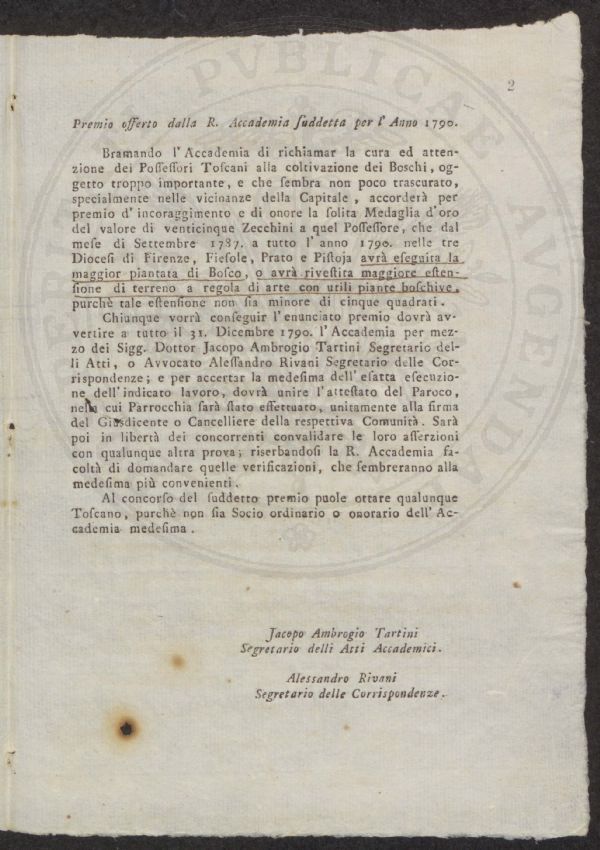 2
Premio offerto dalla R. Accademia ſuddetta per l' Anno 1790.
Bramando l'Accademia di richiamar la cura ed atten-
zione dei Poſſeſſori Toſcani alla coltivazione dei Boſchi, og-
getto troppo importante, e che ſembra non poco traſcurato,
ſpecialmente nelle vicinanze della Capitale, accorderà per
premio d'incoraggimento e di onore la ſolita Medaglia d'oro
del valore di venticinque Zecchini a quel Poſſeſſore, che dal
meſe di Settembre 1787. a tutto l'anno 1790. nelle tre
Dioceſi di Firenze, Fieſole, Prato e Piſtoja avrà eſeguita la
maggior piantata di Boſco, o avrà riveſtita maggiore eſten-
ſione di terreno a regola di arte con utili piante boſchive,
purchè tale eſtenſione non ſia minore di cinque quadrati.
Chiunque vorrà conſeguir l'enunciato premio dovrà av-
vertire a tutto il 31. Dicembre 1790. l'Accademia per mez-
zo dei Sigg. Dottor Jacopo Ambrogio Tartini Segretario del-
li Atti, o Avvocato Aleſſandro Rivani Segretario delle Cor-
rispondenze; e per accertar la medeſima dell'eſatta eſecuzio-
ne dell'indicato lavoro, dovrà unire l'atteſtato del Paroco,
nella cui Parrocchia ſarà ſtato effettuato, unitamente alla firma
del Giuſdicente o Cancelliere della reſpettiva Comunità. Sarà
poi in libertà dei concorrenti convalidare le loro aſſerzioni
con qualunque altra prova; riserbandoſi la R. Accademia fa-
coltà di domandare quelle verificazioni, che ſembreranno alla
medeſima più convenienti.
Al concorſo del ſuddetto premio puole ottare qualunque
Toſcano, purchè non ſia Socio ordinario o onorario dell'Ac-
cademia medeſima.
Jacopo Ambrogio Tartini
Segretario delli Atti Accademici.
Alessandro Rivani
Segretario delle Corrispondenze.
PVBLICAE